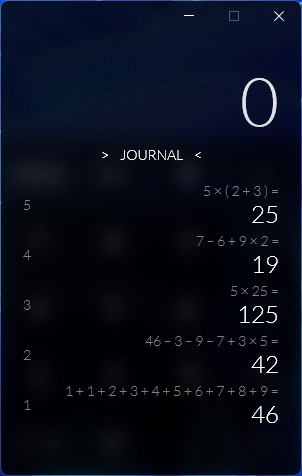 0
> JOURNAL <
5 × ( 2 + 3 ) =
5
25
7 – 6 + 9 × 2 =
4
19
5 × 25 =
3
125
46 – 3 – 9 – 7 + 3 × 5 =
2
42
1 + 1 + 2 + 3 + 4 + 5 + 6 + 7 + 8 + 9 =
1
46